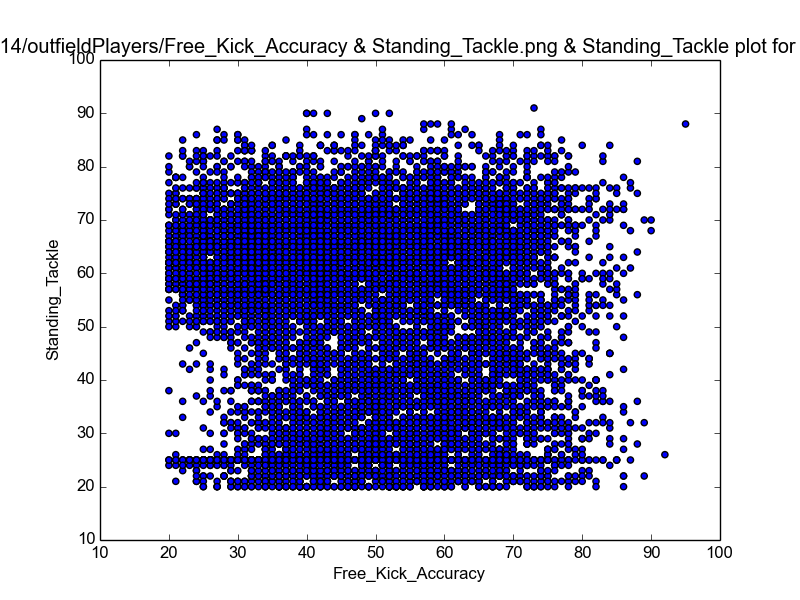 14/outfieldPlayers/Free_Kick_Accuracy & Standing_Tackle.png & Standing_Tackle plot for
100
90
80
70
60
50
40
30
20
10
Standing_Tackle
10 20 30 40 50 60 70 80 90 100
Free_Kick_Accuracy